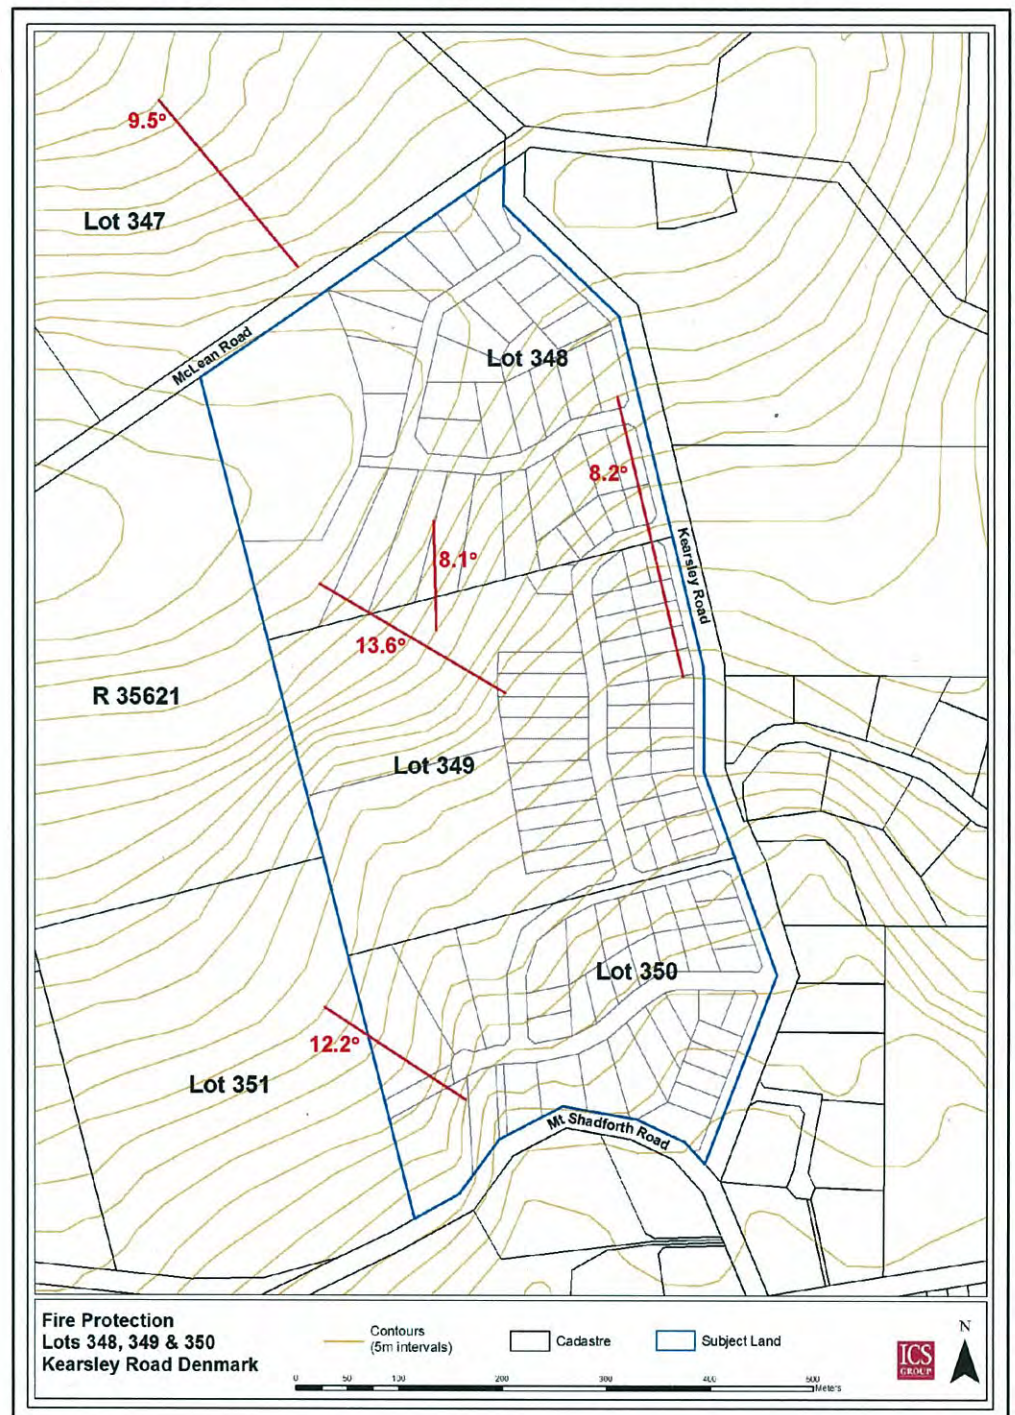 9.5°
Lot 347
McLean Road
Lot 348
8.2°
8.1°
Kearsley Road
13.6°
R 35621
Lot 349
Lot 350
12.2°
Lot 351
Mt Shadforth Road
Fire Protection
Lots 348, 349 & 350
Kearsley Road Denmark
Contours
(5m intervals)
Cadastre
Subject Land
ICS
GROUP
N
0 50 100 200 300 400 500
Meters